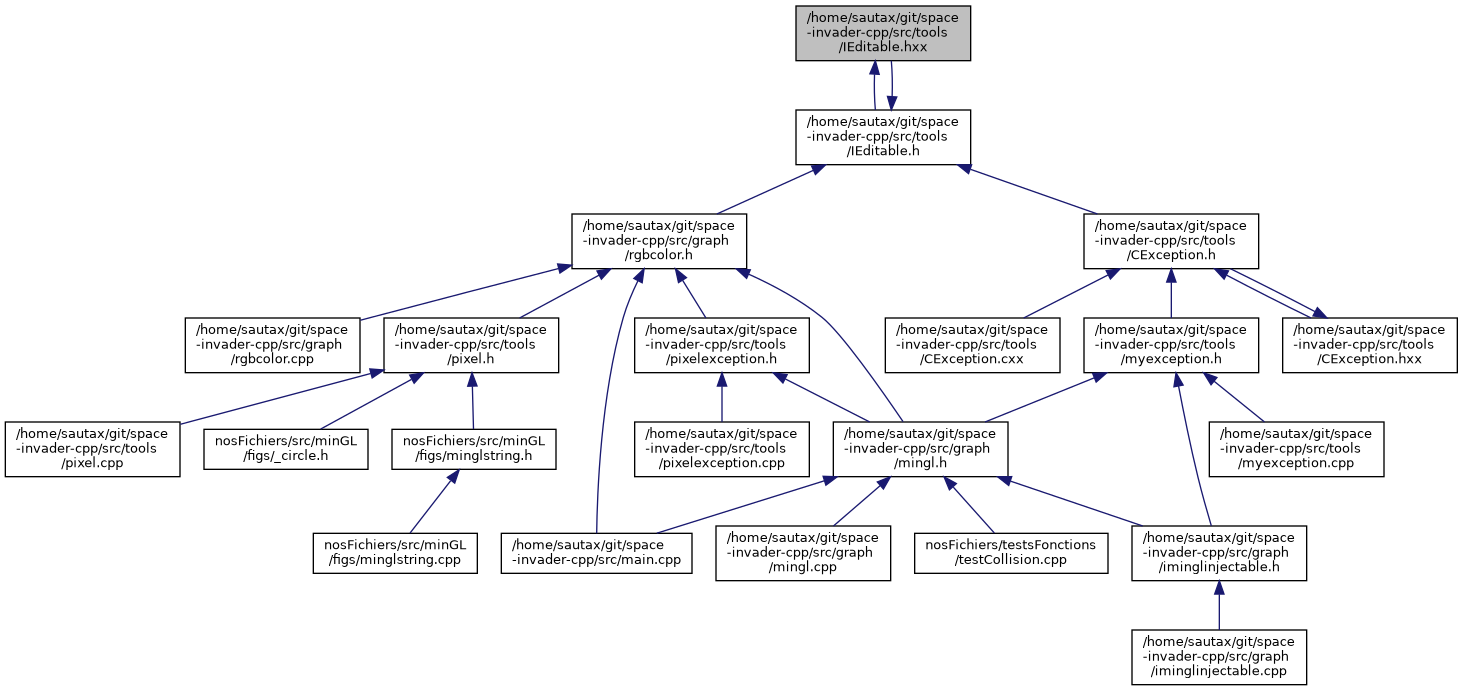 /home/sautax/git/space
-invader-cpp/src/tools
/IEditable.hxx
/home/sautax/git/space
-invader-cpp/src/tools
/IEditable.h
/home/sautax/git/space
-invader-cpp/src/graph
/rgbcolor.h
/home/sautax/git/space
-invader-cpp/src/tools
/CException.h
/home/sautax/git/space
-invader-cpp/src/graph
/rgbcolor.cpp
/home/sautax/git/space
-invader-cpp/src/tools
/pixel.h
/home/sautax/git/space
-invader-cpp/src/tools
/pixelexception.h
/home/sautax/git/space
-invader-cpp/src/tools
/CException.cxx
/home/sautax/git/space
-invader-cpp/src/tools
/myexception.h
/home/sautax/git/space
-invader-cpp/src/tools
/CException.hxx
/home/sautax/git/space
-invader-cpp/src/tools
/pixel.cpp
nosFichiers/src/minGL
/figs/_circle.h
nosFichiers/src/minGL
/figs/minglstring.h
/home/sautax/git/space
-invader-cpp/src/tools
/pixelexception.cpp
/home/sautax/git/space
-invader-cpp/src/graph
/mingl.h
/home/sautax/git/space
-invader-cpp/src/tools
/myexception.cpp
nosFichiers/src/minGL
/figs/minglstring.cpp
/home/sautax/git/space
-invader-cpp/src/main.cpp
/home/sautax/git/space
-invader-cpp/src/graph
/mingl.cpp
nosFichiers/testsFonctions
/testCollision.cpp
/home/sautax/git/space
-invader-cpp/src/graph
/iminglinjectable.h
/home/sautax/git/space
-invader-cpp/src/graph
/iminglinjectable.cpp